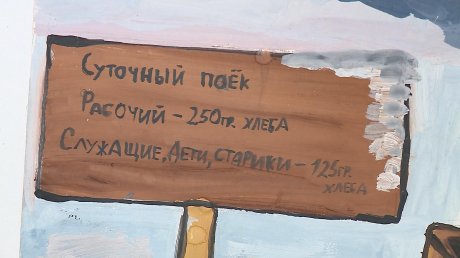 Суточный паёк
Рабочий - 250гр. хлеба
Служащие, дети, старики - 125гр.
хлеба